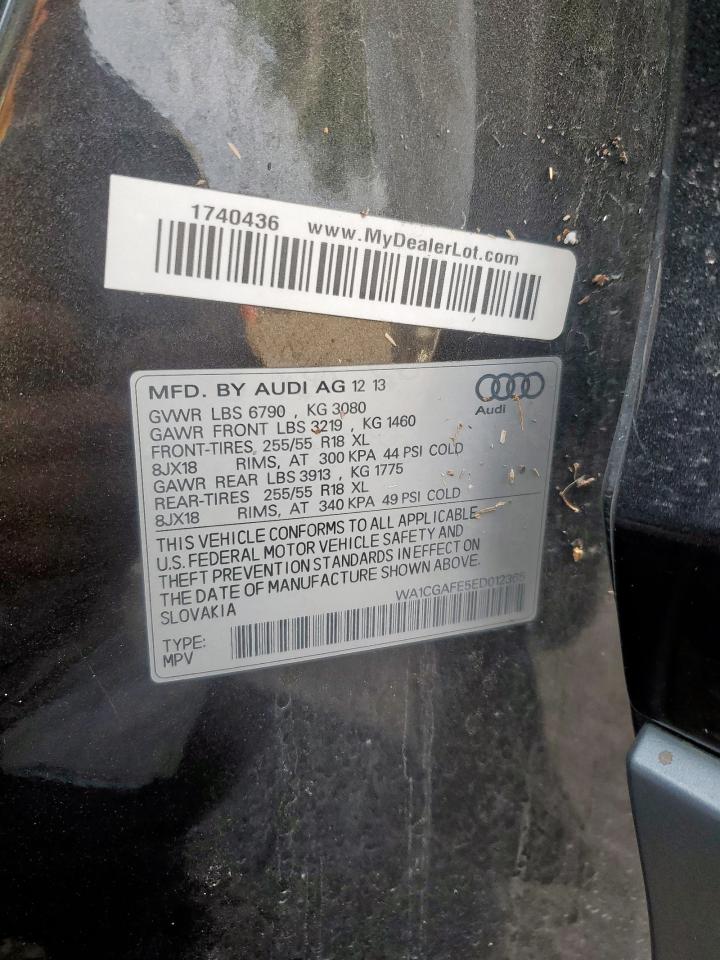 1740436 www.MyDealerLot.com
MFD. BY AUDI AG 12 13
Audi
GVWR LBS 6790 , KG 3080
GAWR FRONT LBS 3219 , KG 1460
FRONT-TIRES, 255/55 R18 XL
8JX18 RIMS, AT 300 KPA 44 PSI COLD
GAWR REAR LBS 3913 , KG 1775
REAR-TIRES 255/55 R18 XL
8JX18 RIMS, AT 340 KPA 49 PSI COLD
THIS VEHICLE CONFORMS TO ALL APPLICABLE
U.S. FEDERAL MOTOR VEHICLE SAFETY AND
THEFT PREVENTION STANDARDS IN EFFECT ON
THE DATE OF MANUFACTURE SHOWN ABOVE.
SLOVAKIA
WA1CGAFE5ED012365
TYPE:
MPV